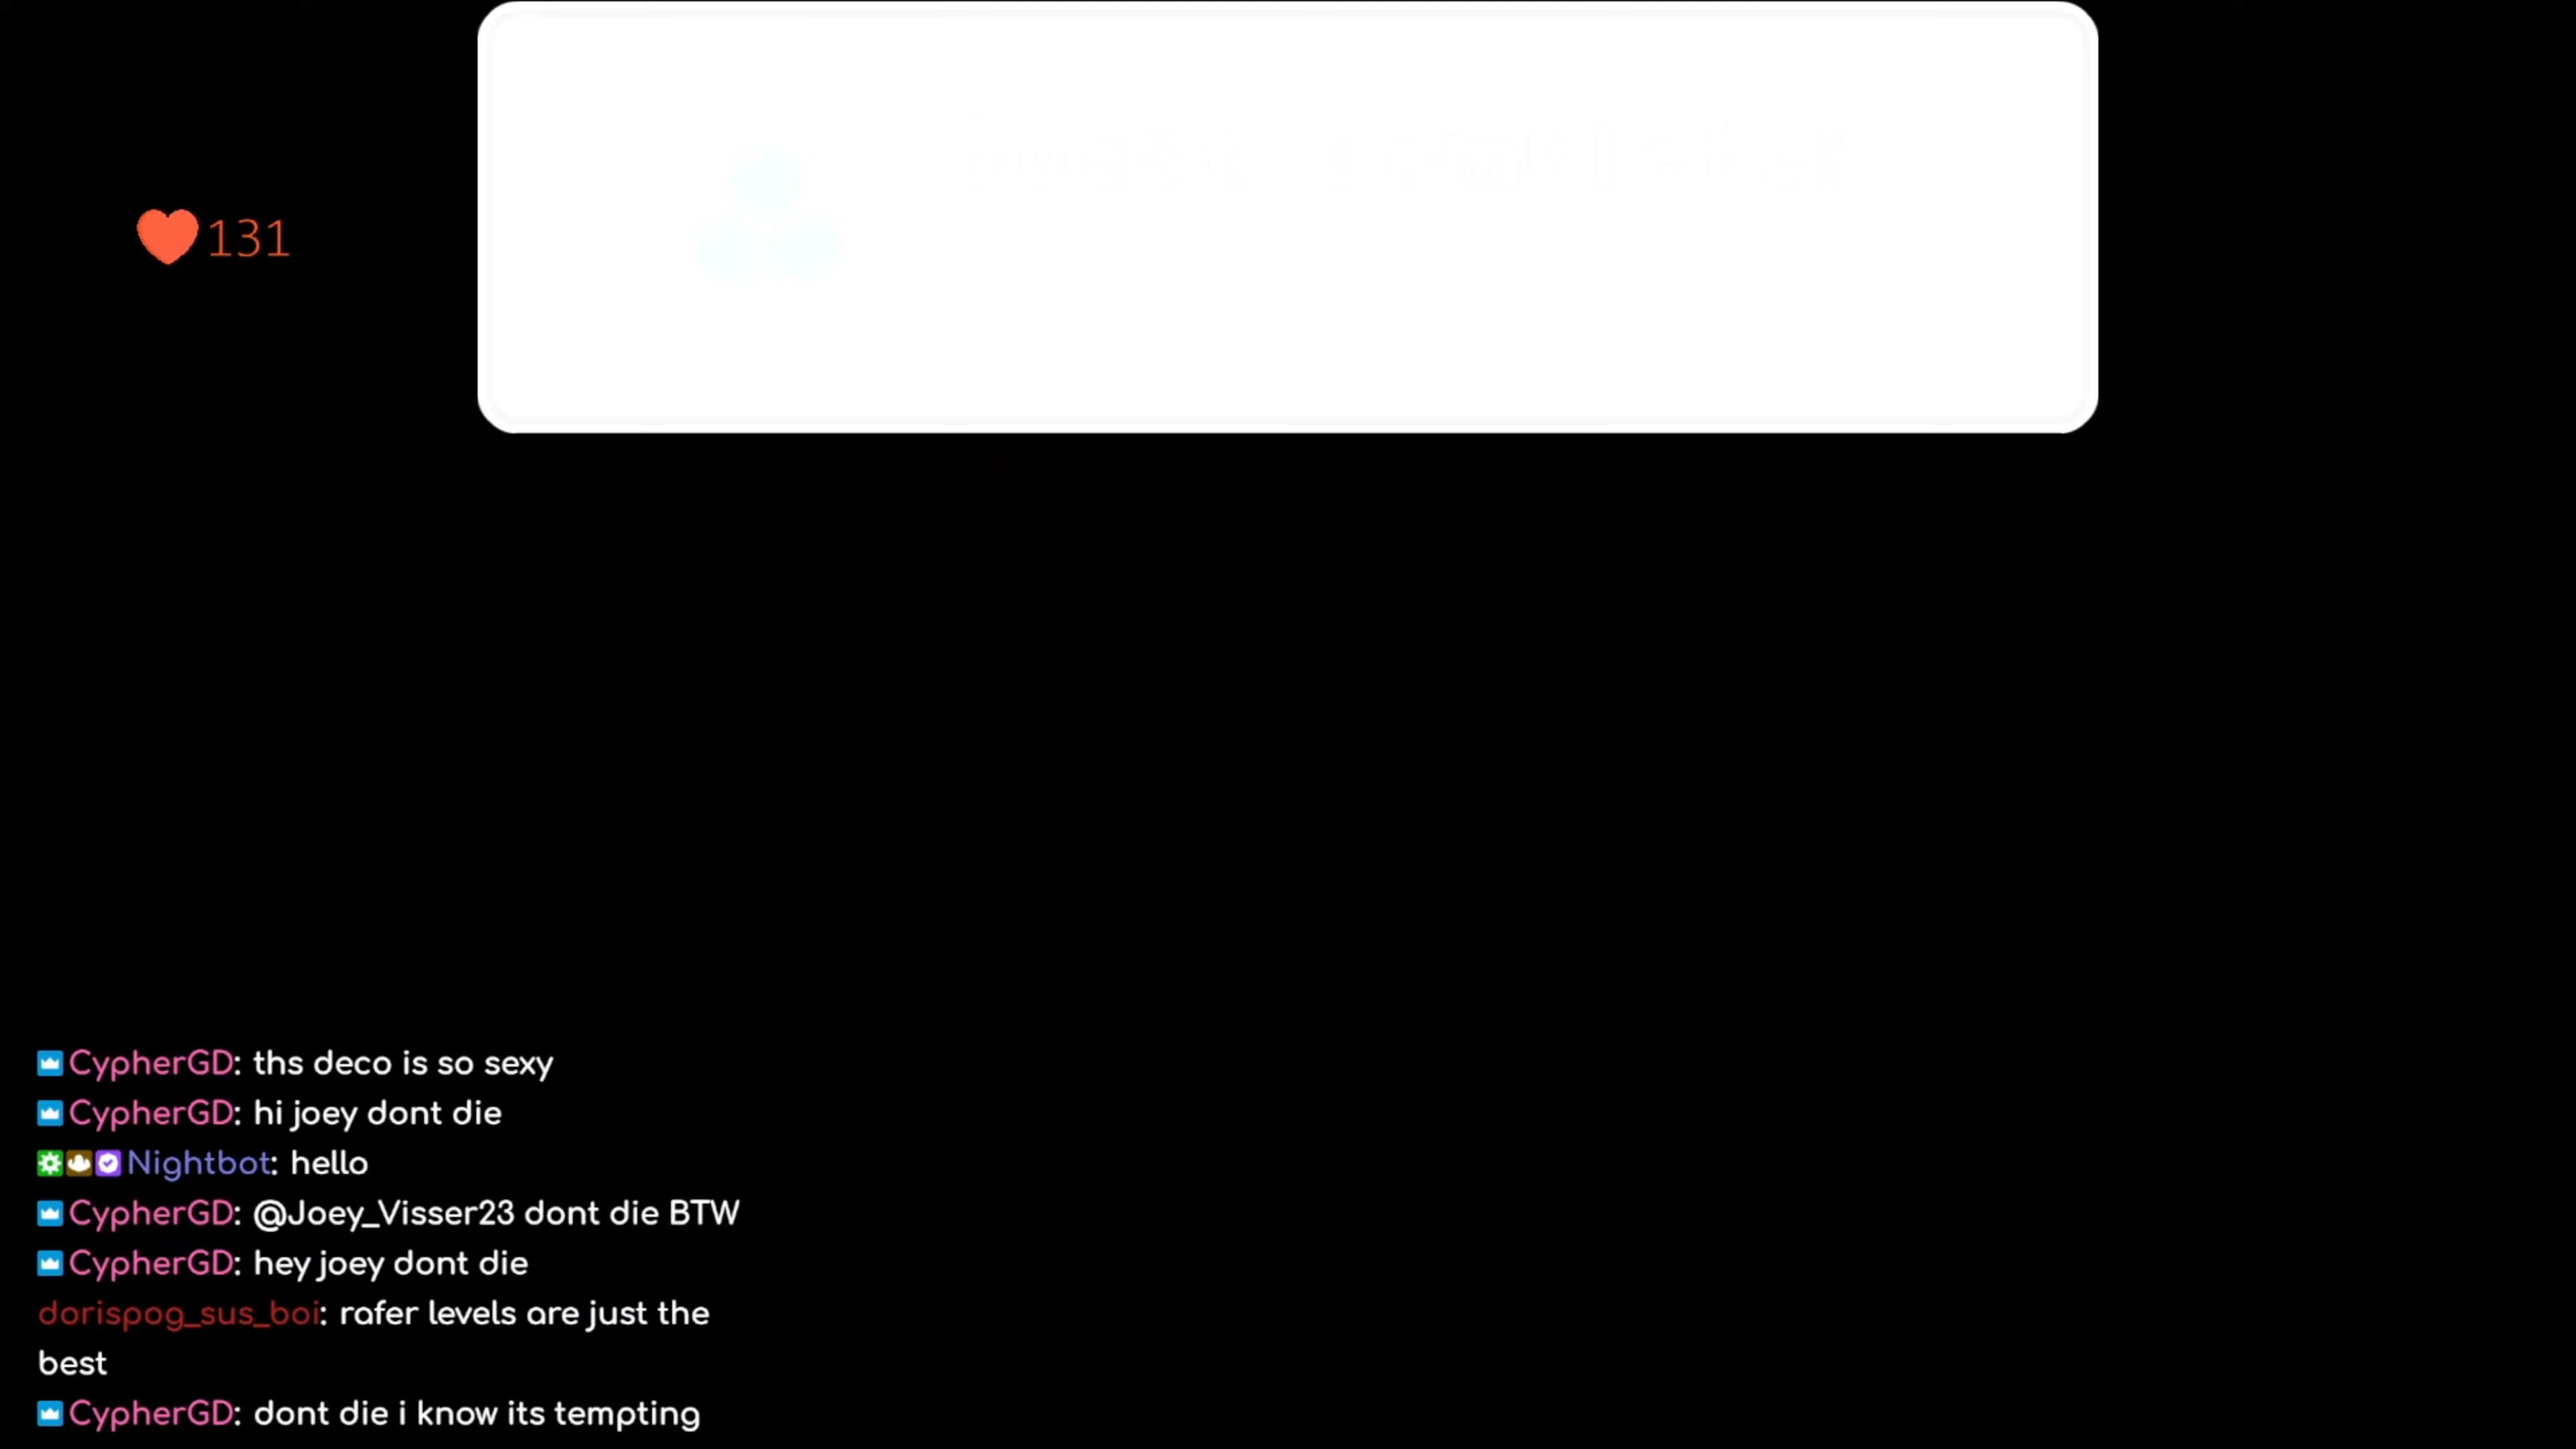 131
CypherGD: ths deco is so sexy
CypherGD: hi joey dont die
Nightbot: hello
CypherGD: @Joey_Visser23 dont die BTW
CypherGD: hey joey dont die
dorispog_sus_boi: rafer levels are just the
best
CypherGD: dont die i know its tempting